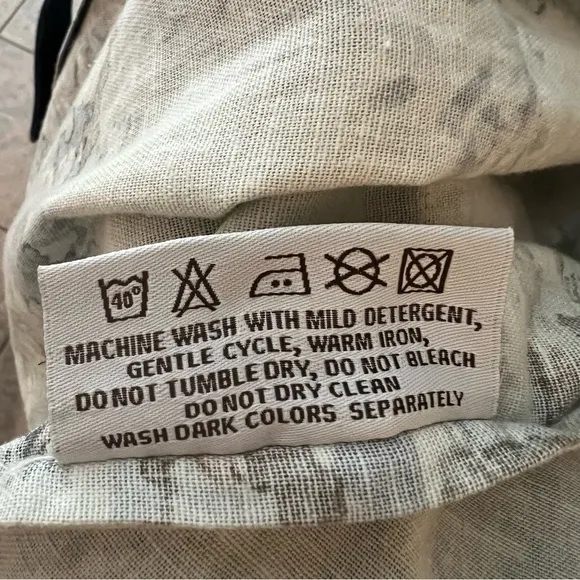 40°
MACHINE WASH WITH MILD DETERGENT,
GENTLE CYCLE, WARM IRON,
DO NOT TUMBLE DRY, DO NOT BLEACH
DO NOT DRY CLEAN
WASH DARK COLORS SEPARATELY